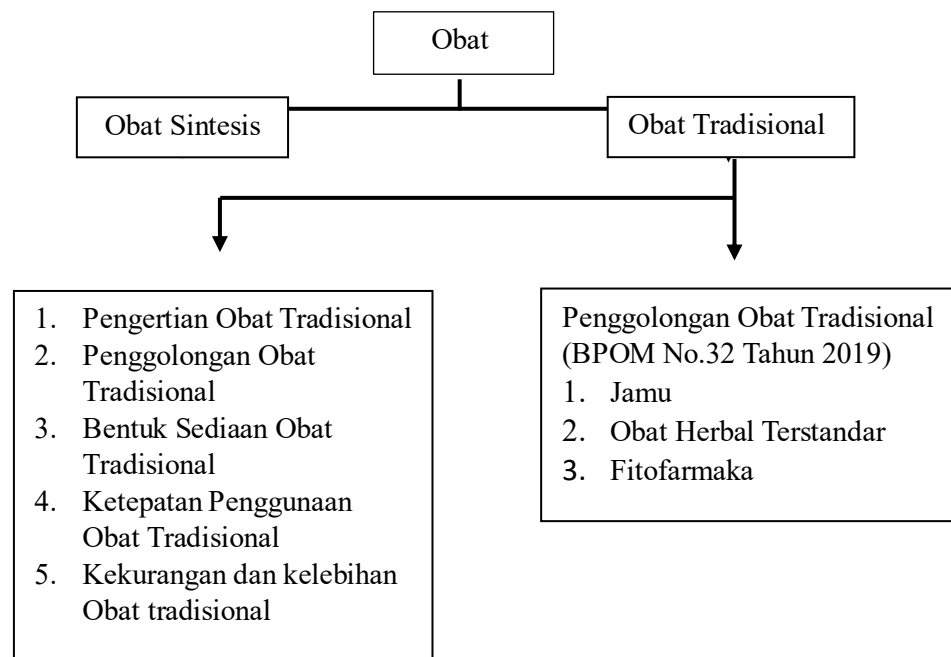 Obat
Obat Sintesis
Obat Tradisional
1. Pengertian Obat Tradisional
2. Penggolongan Obat
Tradisional
3. Bentuk Sediaan Obat
Tradisional
4. Ketepatan Penggunaan
Obat Tradisional
5. Kekurangan dan kelebihan
Obat tradisional
Penggolongan Obat Tradisional
(BPOM No.32 Tahun 2019)
1. Jamu
2. Obat Herbal Terstandar
3. Fitofarmaka